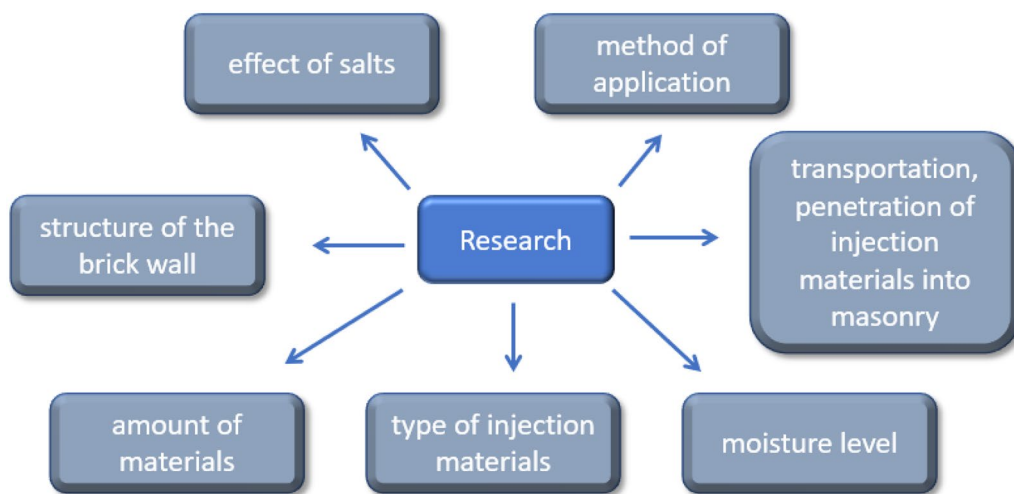 effect of salts
method of
application
structure of the
brick wall
Research
transportation,
penetration of
injection
materials into
masonry
amount of
materials
type of injection
materials
moisture level